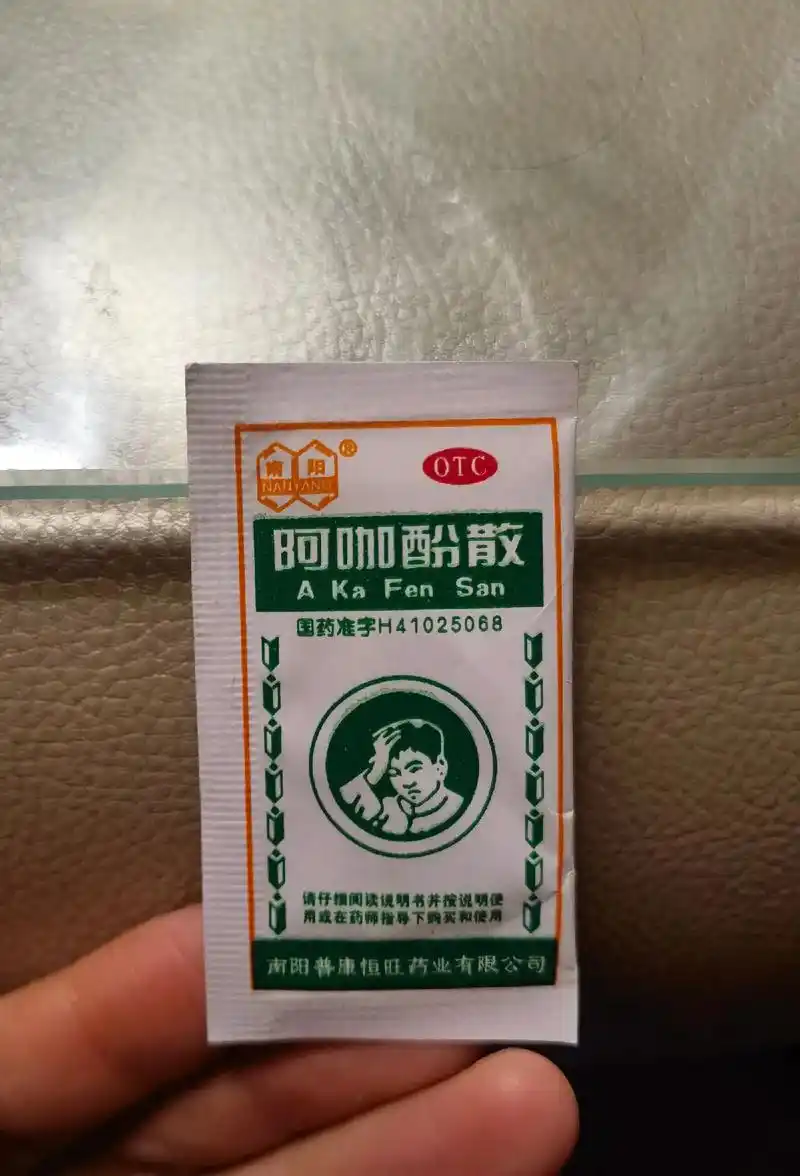 南阳
NANYANG
®
OTC
阿咖酚散
A Ka Fen San
国药准字H41025068
请仔细阅读说明书并按说明使
用或在药师指导下购买和使用
南阳普康恒旺药业有限公司